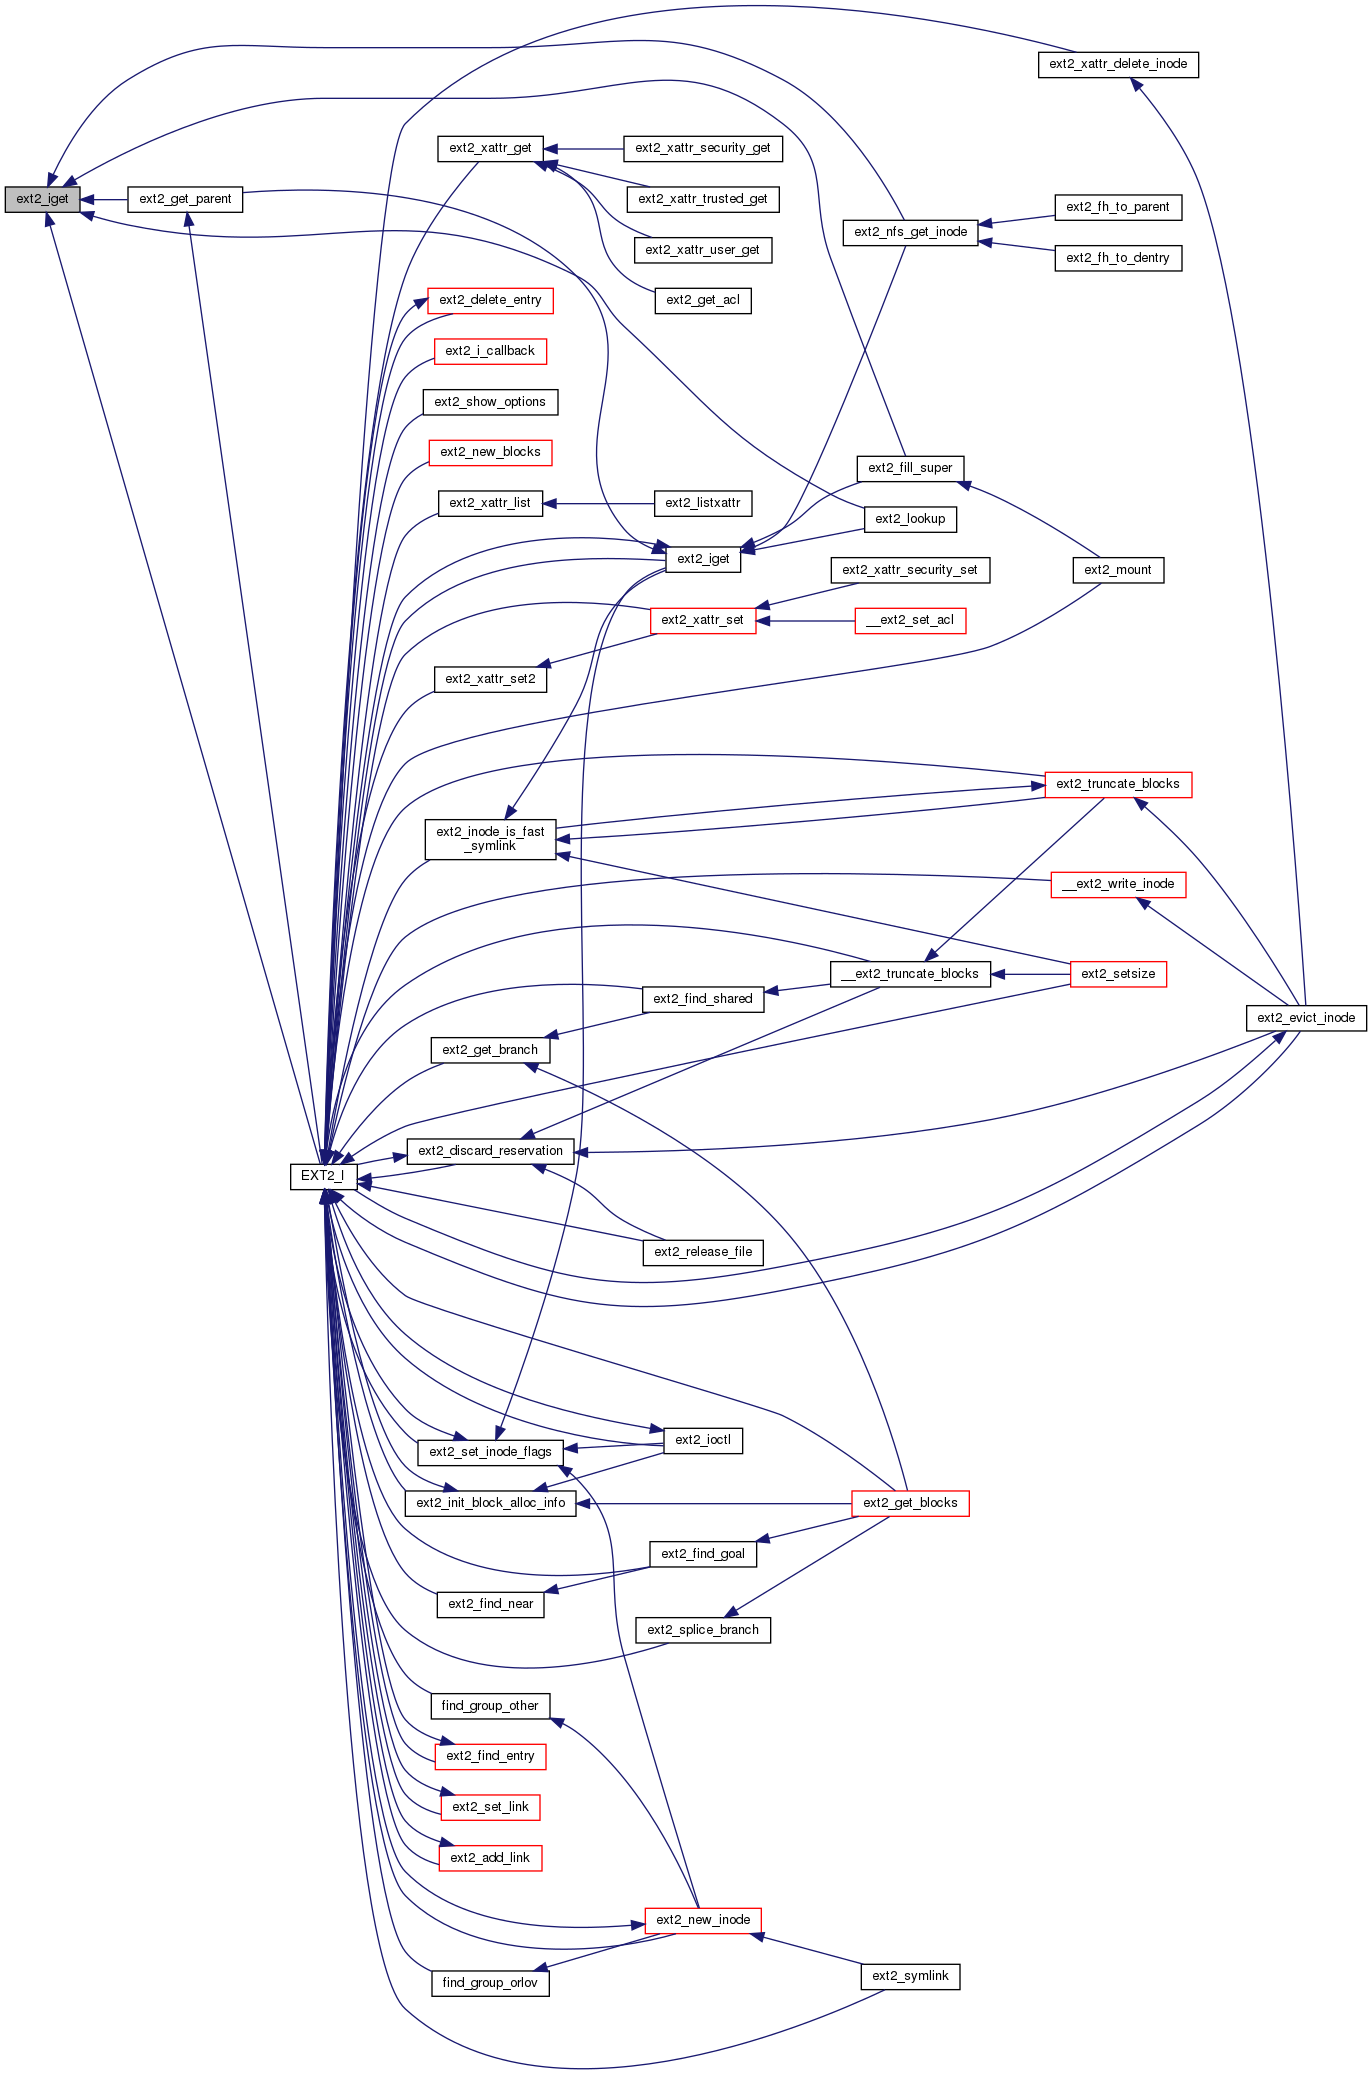 ext2_xattr_delete_inode
ext2_xattr_get
ext2_xattr_security_get
ext2_iget
ext2_get_parent
ext2_xattr_trusted_get
ext2_fh_to_parent
ext2_nfs_get_inode
ext2_xattr_user_get
ext2_fh_to_dentry
ext2_delete_entry
ext2_get_acl
ext2_i_callback
ext2_show_options
ext2_new_blocks
ext2_fill_super
ext2_xattr_list
ext2_listxattr
ext2_lookup
ext2_iget
ext2_xattr_security_set
ext2_mount
ext2_xattr_set
__ext2_set_acl
ext2_xattr_set2
ext2_truncate_blocks
ext2_inode_is_fast
_symlink
__ext2_write_inode
__ext2_truncate_blocks
ext2_setsize
ext2_find_shared
ext2_evict_inode
ext2_get_branch
ext2_discard_reservation
EXT2_I
ext2_release_file
ext2_ioctl
ext2_set_inode_flags
ext2_init_block_alloc_info
ext2_get_blocks
ext2_find_goal
ext2_find_near
ext2_splice_branch
find_group_other
ext2_find_entry
ext2_set_link
ext2_add_link
ext2_new_inode
find_group_orlov
ext2_symlink